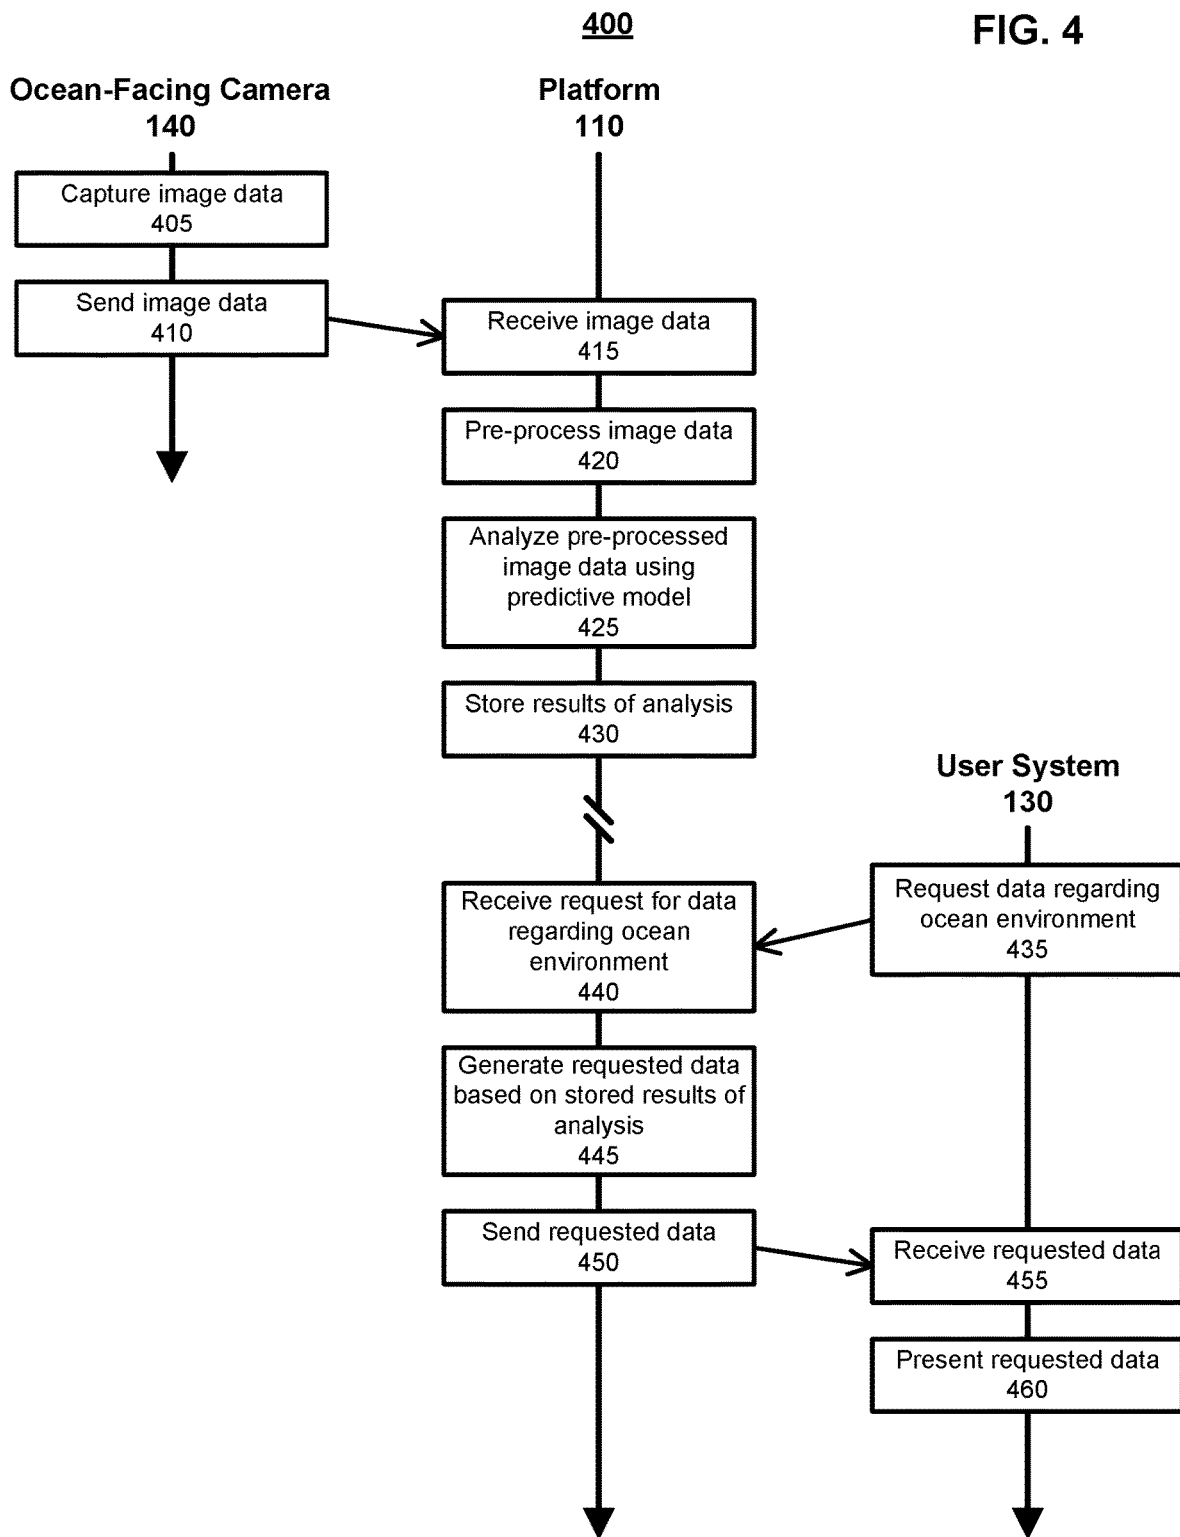 400
FIG. 4
Ocean-Facing Camera
140
Platform
110
Capture image data
405
Send image data
410
Receive image data
415
Pre-process image data
420
Analyze pre-processed
image data using
predictive model
425
Store results of analysis
430
User System
130
Request data regarding
ocean environment
435
Receive request for data
regarding ocean
environment
440
Generate requested data
based on stored results of
analysis
445
Send requested data
450
Receive requested data
455
Present requested data
460